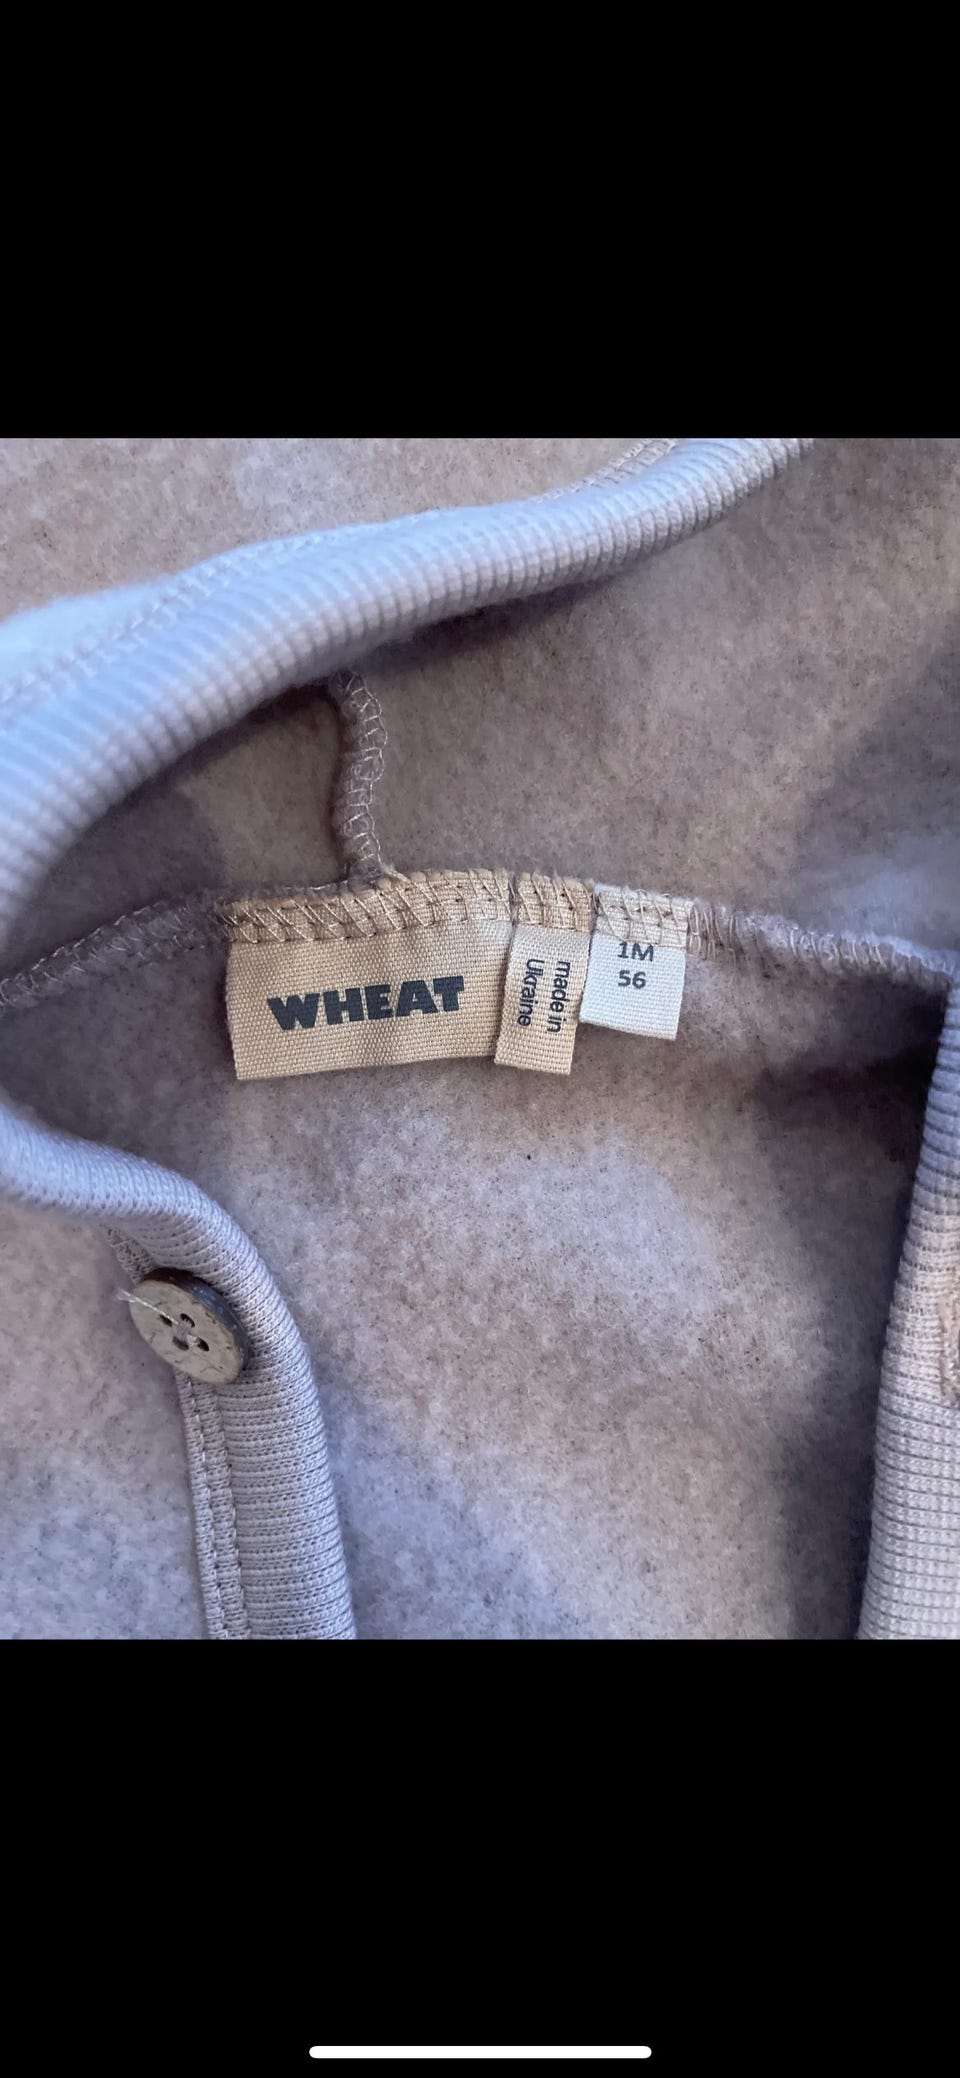 WHEAT
made in
Ukraine
1M
56